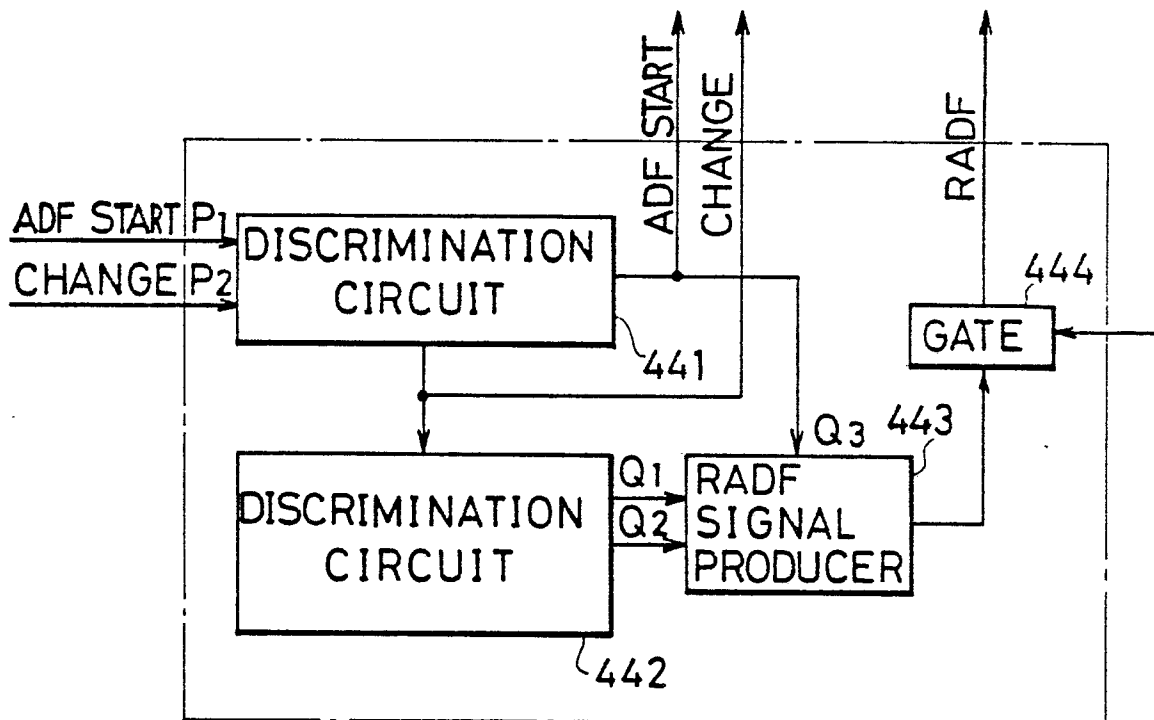 ADF START
CHANGE
RADF
ADF START P1
CHANGE P2
DISCRIMINATION
CIRCUIT
441
444
GATE
Q3
443
DISCRIMINATION
CIRCUIT
442
Q1
Q2
RADF
SIGNAL
PRODUCER